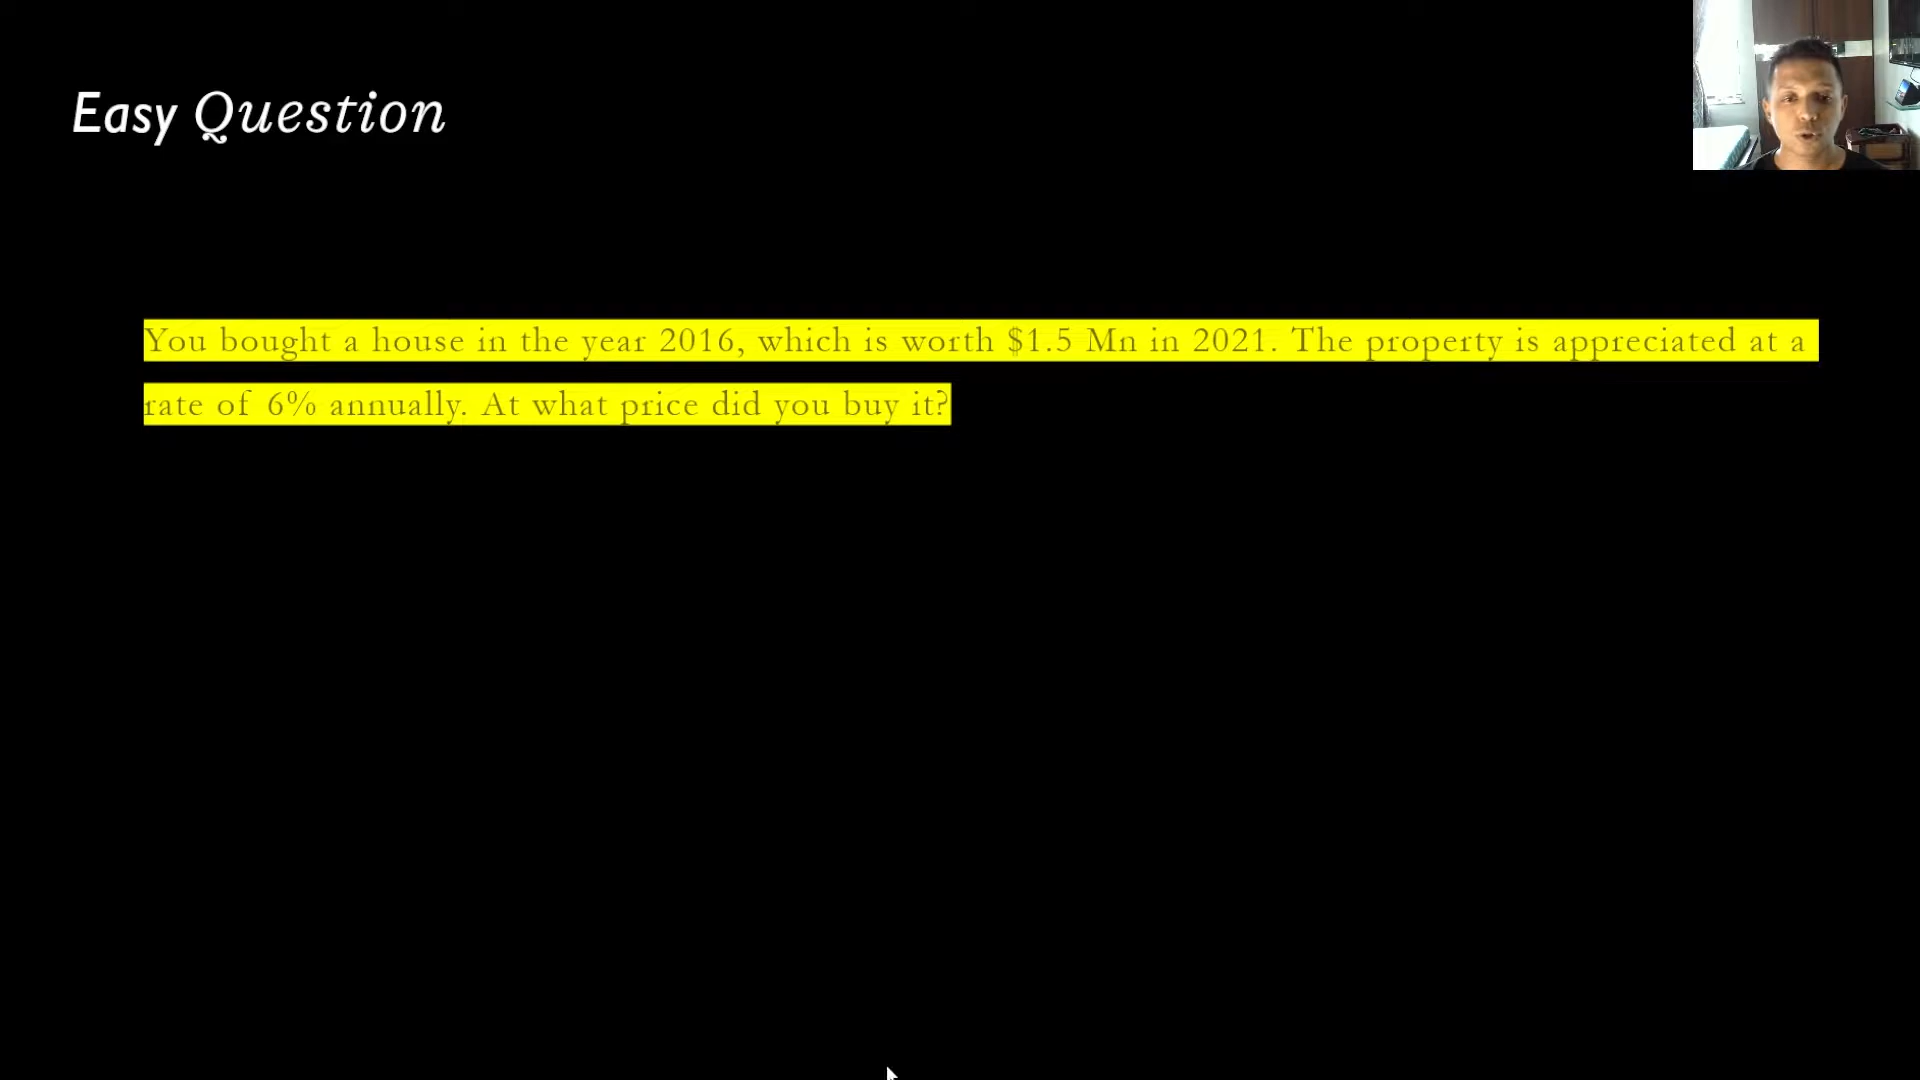 Easy Question
You bought a house in the year 2016, which is worth $1.5 Mn in 2021. The property is appreciated at a
rate of 6% annually. At what price did you buy it?